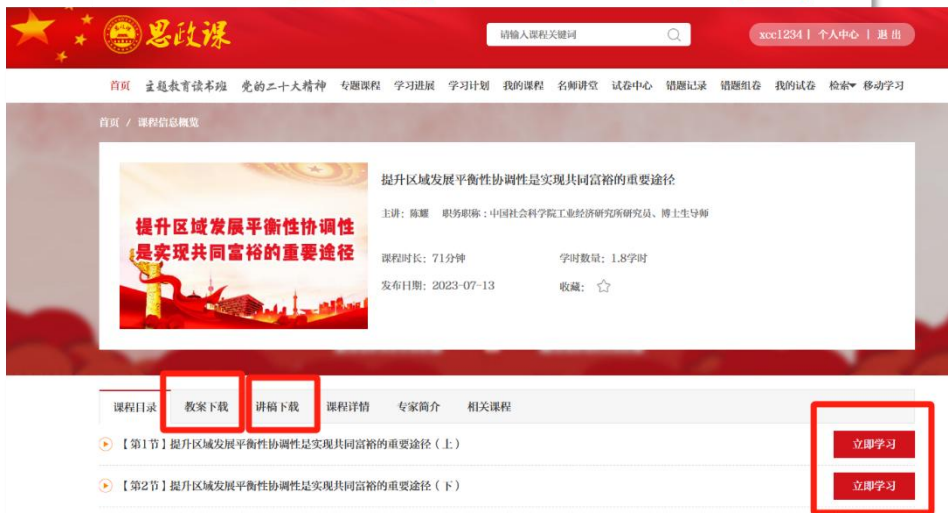 思政课
请输入课程关键词
xcc1234 | 个人中心 | 退出
首页 主题教育读书班 党的二十大精神 专题课程 学习进展 学习计划 我的课程 名师讲堂 试卷中心 错题记录 错题组卷 我的试卷 检索 移动学习
首页 / 课程信息概览
提升区域发展平衡性协调性
是实现共同富裕的重要途径
提升区域发展平衡性协调性是实现共同富裕的重要途径
主讲：陈耀 职务职称：中国社会科学院工业经济研究所研究员、博士生导师
课程时长：71分钟 学时数量：1.8学时
发布日期：2023-07-13 收藏：
课程目录 教案下载 讲稿下载 课程详情 专家简介 相关课程
【第1节】提升区域发展平衡性协调性是实现共同富裕的重要途径（上） 立即学习
【第2节】提升区域发展平衡性协调性是实现共同富裕的重要途径（下） 立即学习